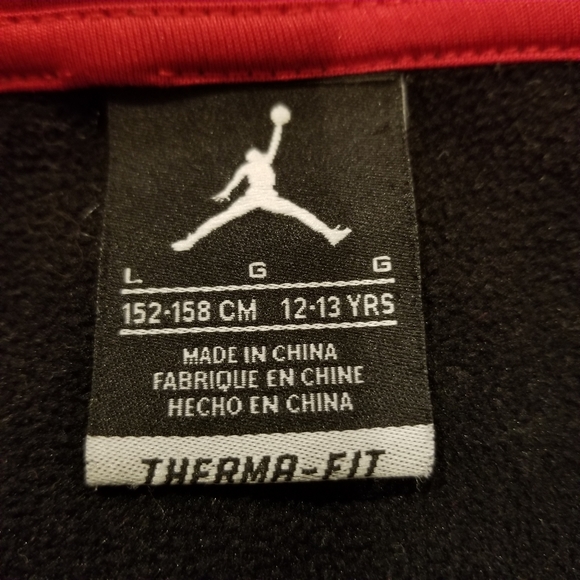 L G G
152-158 CM 12-13 YRS
MADE IN CHINA
FABRIQUE EN CHINE
HECHO EN CHINA
THERMA-FIT